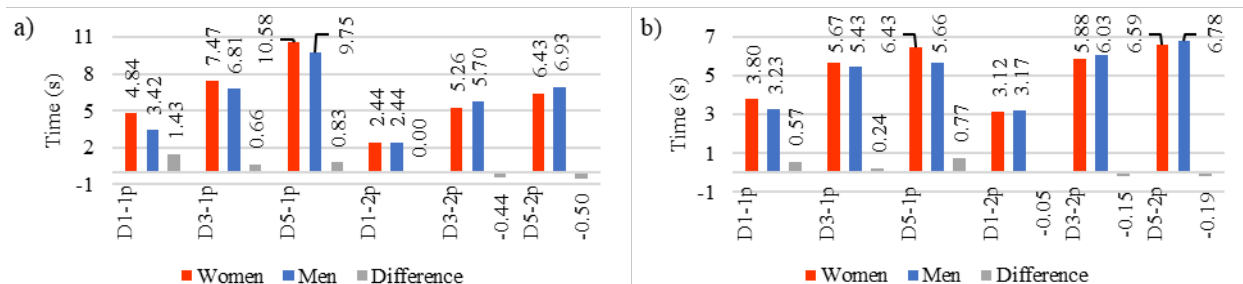 a)
Time (s)
11
8
5
2
-1
4.84
3.42
1.43
7.47
6.81
0.66
10.58
9.75
0.83
2.44
2.44
0.00
5.26
5.70
-0.44
6.43
6.93
-0.50
D1-1p
D3-1p
D5-1p
D1-2p
D3-2p
D5-2p
Women
Men
Difference
b)
Time (s)
7
5
3
1
-1
3.80
3.23
0.57
5.67
5.43
0.24
6.43
5.66
0.77
3.12
3.17
-0.05
5.88
6.03
-0.15
6.59
6.78
-0.19
D1-1p
D3-1p
D5-1p
D1-2p
D3-2p
D5-2p
Women
Men
Difference